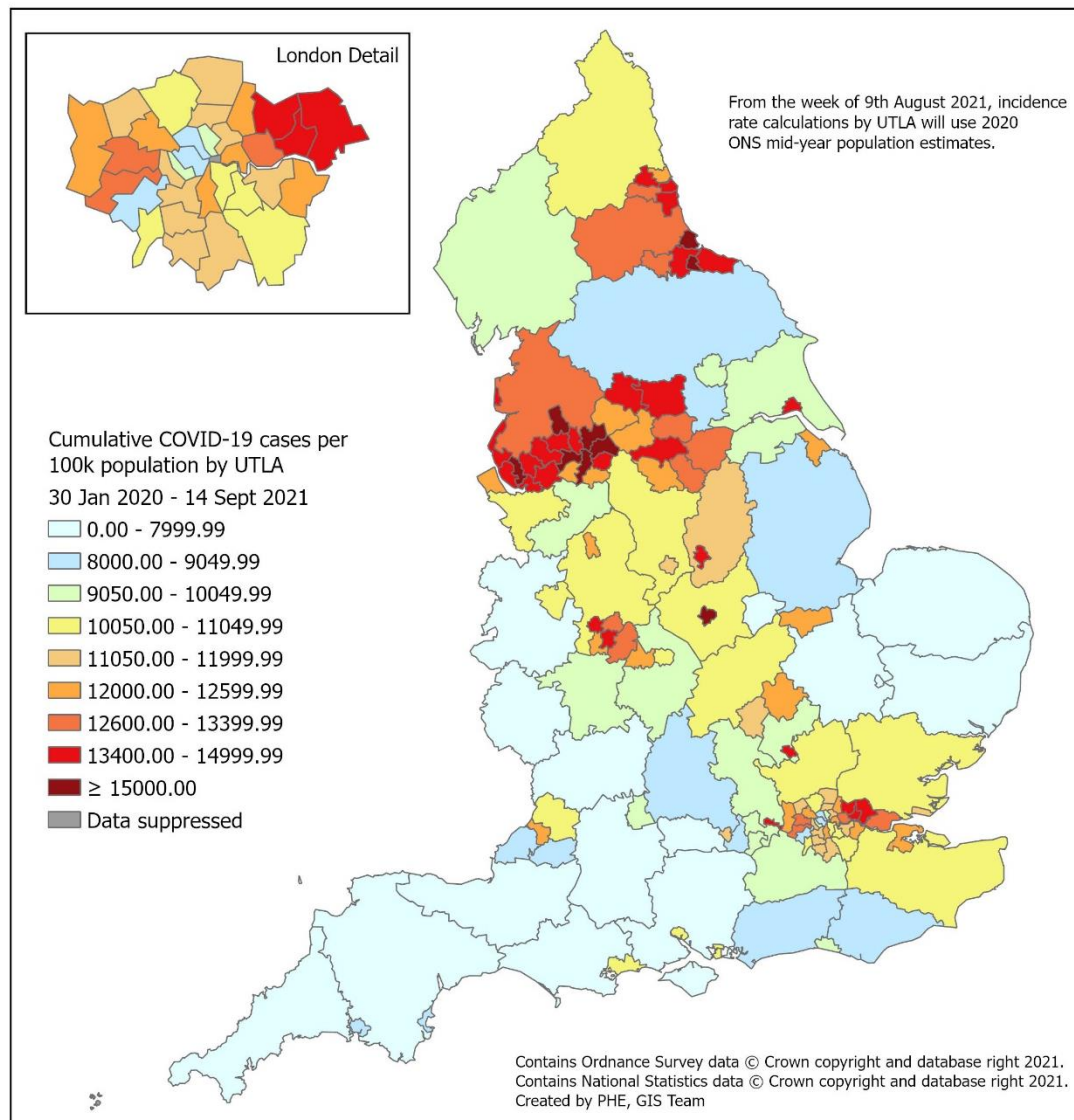 London Detail
From the week of 9th August 2021, incidence
rate calculations by UTLA will use 2020
ONS mid-year population estimates.
Cumulative COVID-19 cases per
100k population by UTLA
30 Jan 2020 - 14 Sept 2021
0.00 - 7999.99
8000.00 - 9049.99
9050.00 - 10049.99
10050.00 - 11049.99
11050.00 - 11999.99
12000.00 - 12599.99
12600.00 - 13399.99
13400.00 - 14999.99
≥ 15000.00
Data suppressed
Contains Ordnance Survey data © Crown copyright and database right 2021.
Contains National Statistics data © Crown copyright and database right 2021.
Created by PHE, GIS Team